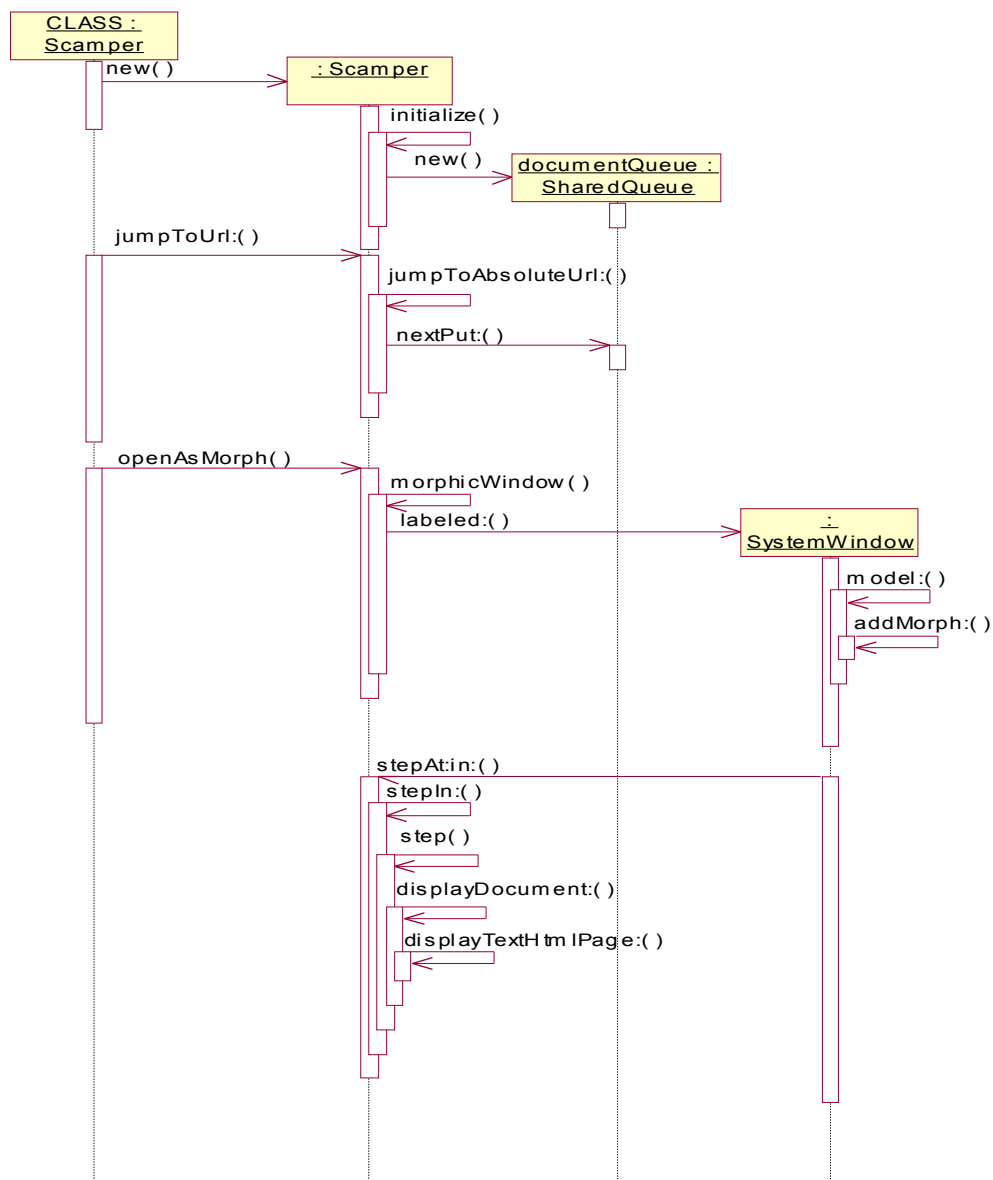 CLASS :
Scamper
new( )
: Scamper
initialize( )
new( )
documentQueue :
SharedQueue
jumpToUrl:( )
jumpToAbsoluteUrl:( )
nextPut:( )
openAsMorph( )
morphicWindow( )
labeled:( )
:
SystemWindow
model:( )
addMorph:( )
stepAt:in:( )
stepIn:( )
step( )
displayDocument:( )
displayTextHtmlPage:( )